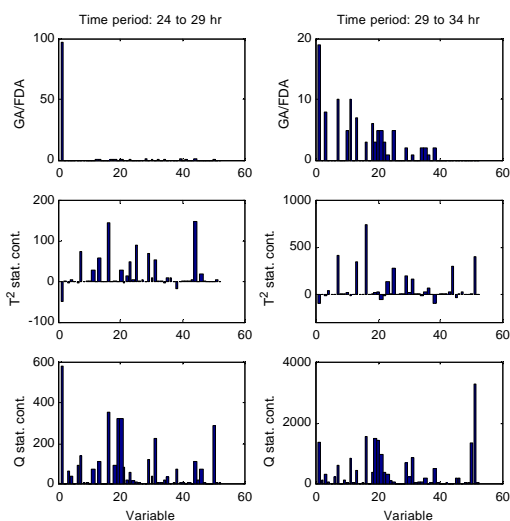 Time period: 24 to 29 hr
Time period: 29 to 34 hr
100
50
0
GA/FDA
0 20 40 60
20
10
0
GA/FDA
0 20 40 60
200
100
0
-100
T² stat. cont.
0 20 40 60
1000
500
0
T² stat. cont.
0 20 40 60
600
400
200
0
Q stat. cont.
0 20 40 60
Variable
4000
2000
0
Q stat. cont.
0 20 40 60
Variable